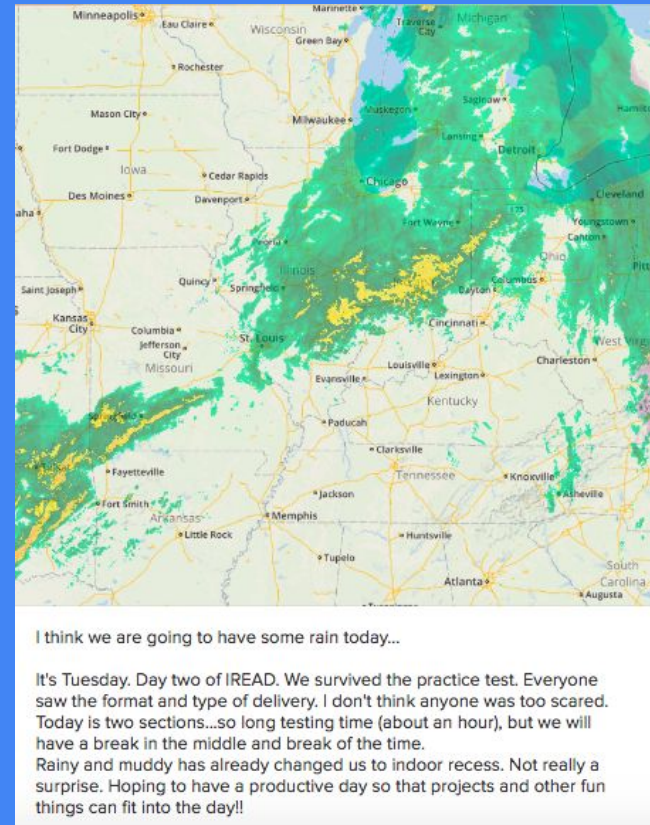 Minneapolis
Eau Claire
Wisconsin
Marinette
Green Bay
Traverse
City
Michigan
Rochester
Mason City
Milwaukee
Muskegon
Saginaw
Lansing
Fort Dodge
Iowa
Cedar Rapids
Chicago
Detroit
Des Moines
Davenport
Cleveland
Fort Wayne
I 75
Youngstown
Canton
Peoria
Illinois
Ohio
Saint Joseph
Quincy
Springfield
Columbus
Dayton
Kansas
City
Columbia
Jefferson
City
Missouri
St. Louis
Cincinnati
Evansville
Louisville
Lexington
Charleston
Kentucky
Paducah
Clarksville
Tennessee
Knoxville
Asheville
Fayetteville
Fort Smith
Arkansas
Little Rock
Jackson
Memphis
Huntsville
Tupelo
Atlanta
South
Carolina
Augusta
I think we are going to have some rain today...
It's Tuesday. Day two of IREAD. We survived the practice test. Everyone
saw the format and type of delivery. I don't think anyone was too scared.
Today is two sections...so long testing time (about an hour), but we will
have a break in the middle and break of the time.
Rainy and muddy has already changed us to indoor recess. Not really a
surprise. Hoping to have a productive day so that projects and other fun
things can fit into the day!!